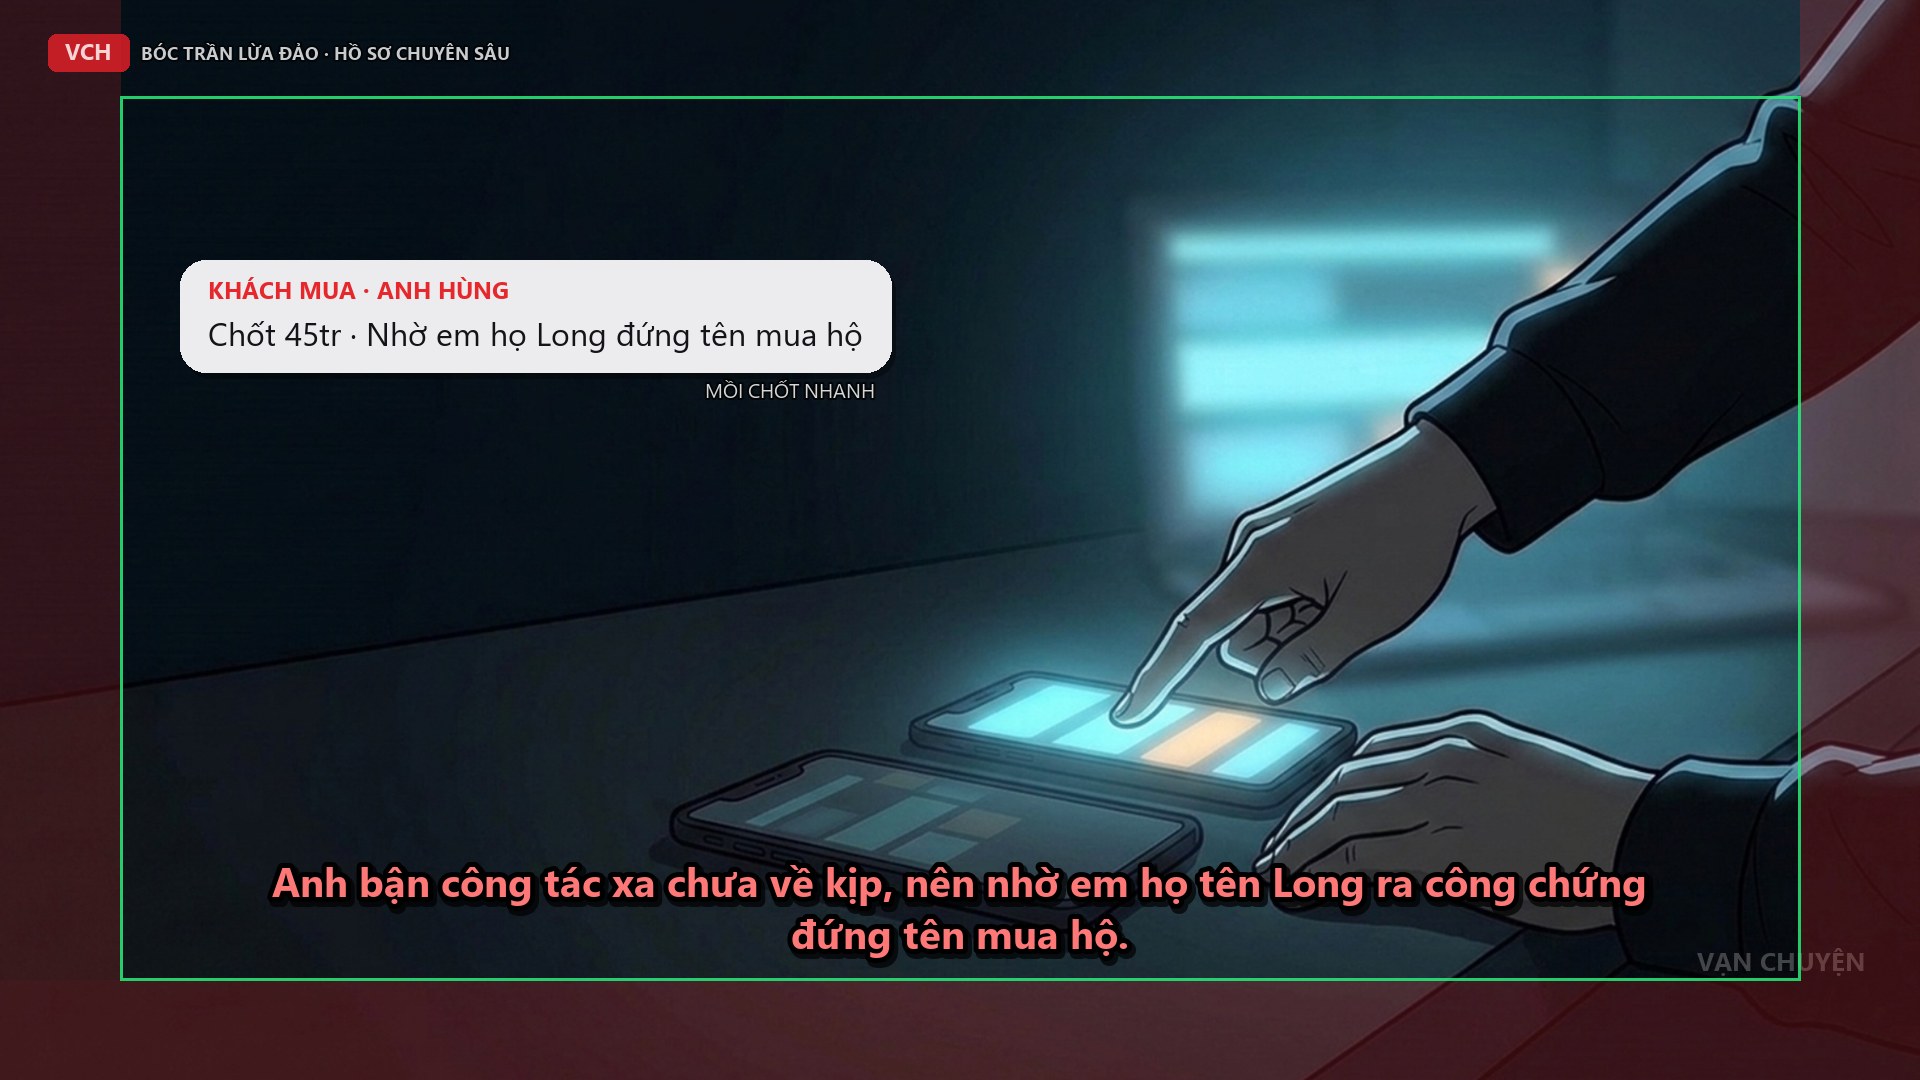 VCH
BÓC TRẦN LỪA ĐẢO · HỒ SƠ CHUYÊN SÂU
KHÁCH MUA · ANH HÙNG
Chốt 45tr · Nhờ em họ Long đứng tên mua hộ
MỒI CHỐT NHANH
Anh bận công tác xa chưa về kịp, nên nhờ em họ tên Long ra công chứng
đứng tên mua hộ.
VẠN CHUYỆN